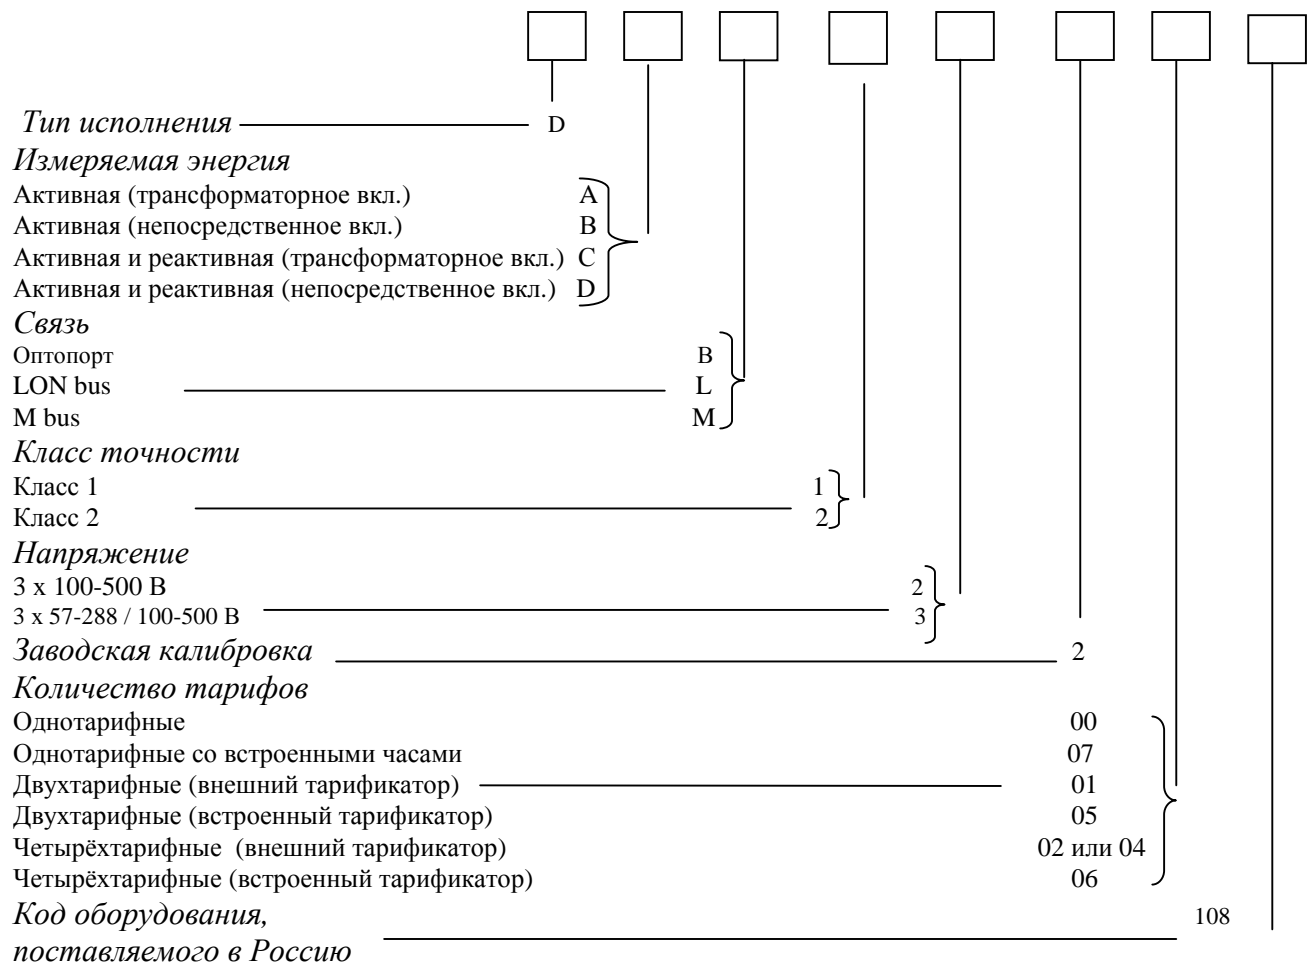 Тип исполнения D
Измеряемая энергия
Активная (трансформаторное вкл.) A
Активная (непосредственное вкл.) B
Активная и реактивная (трансформаторное вкл.) C
Активная и реактивная (непосредственное вкл.) D
Связь
Оптопорт B
LON bus L
M bus M
Класс точности
Класс 1 1
Класс 2 2
Напряжение
3 х 100-500 В 2
3 х 57-288 / 100-500 В 3
Заводская калибровка 2
Количество тарифов
Однотарифные 00
Однотарифные со встроенными часами 07
Двухтарифные (внешний тарификатор) 01
Двухтарифные (встроенный тарификатор) 05
Четырёхтарифные (внешний тарификатор) 02 или 04
Четырёхтарифные (встроенный тарификатор) 06
Код оборудования, 108
поставляемого в Россию